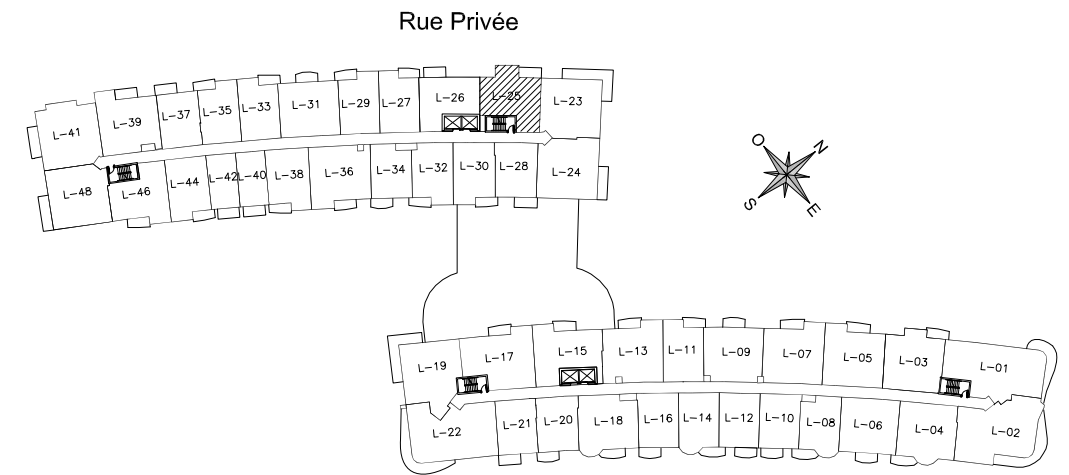 Rue Privée
L-41 L-39 L-37 L-35 L-33 L-31 L-29 L-27 L-26 L-25 L-23
L-48 L-46 L-44 L-42 L-40 L-38 L-36 L-34 L-32 L-30 L-28 L-24
O N
S E
L-19 L-17 L-15 L-13 L-11 L-09 L-07 L-05 L-03 L-01
L-22 L-21 L-20 L-18 L-16 L-14 L-12 L-10 L-08 L-06 L-04 L-02